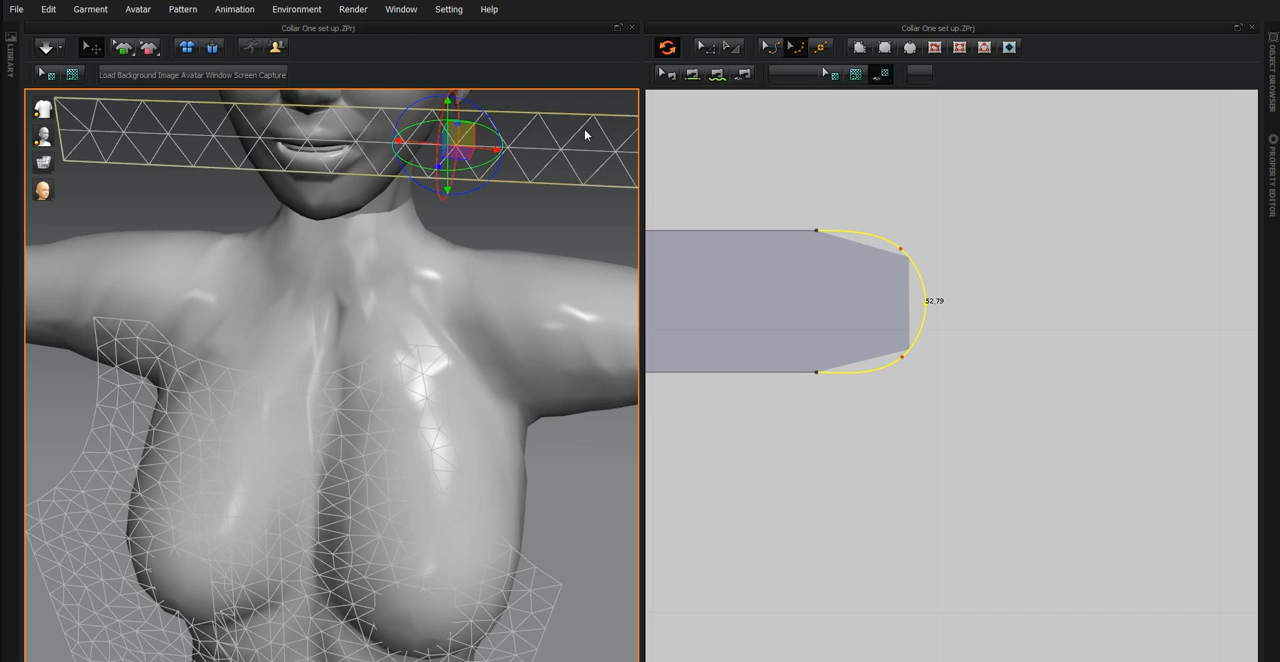 File Edit Garment Avatar Pattern Animation Environment Render Window Setting Help
Collar One set up.ZPrj
Collar One set up.ZPrj
LIBRARY
Load Background Image Avatar Window Screen Capture
52.79
OBJECT BROWSER
PROPERTY EDITOR